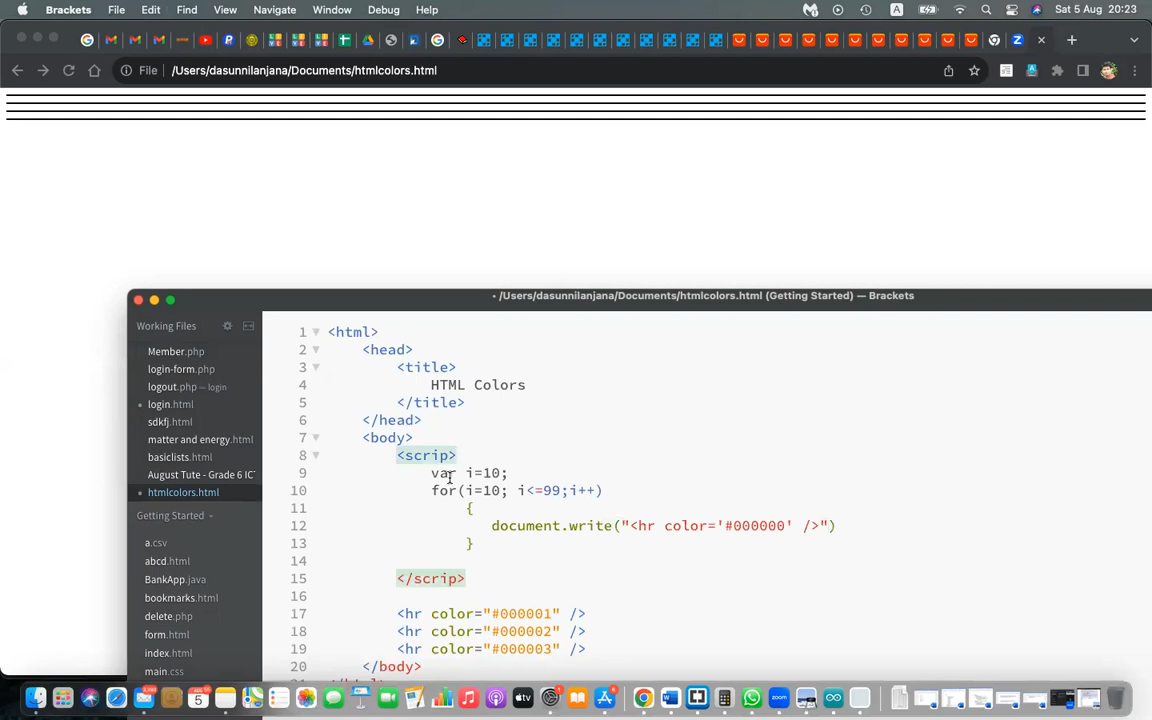 Brackets File Edit Find View Navigate Window Debug Help
A
Sat 5 Aug 20:23
File /Users/dasunnilanjana/Documents/htmlcolors.html
• /Users/dasunnilanjana/Documents/htmlcolors.html (Getting Started) — Brackets
Working Files
Member.php
login-form.php
logout.php — login
login.html
sdkfj.html
matter and energy.html
basiclists.html
August Tute - Grade 6 IC
htmlcolors.html
Getting Started
a.csv
abcd.html
BankApp.java
bookmarks.html
delete.php
form.html
index.html
main.css
1 <html>
2 <head>
3 <title>
4 HTML Colors
5 </title>
6 </head>
7 <body>
8 <scrip>
9 var i=10;
10 for(i=10; i<=99;i++)
11 {
12 document.write("<hr color='#000000' />")
13 }
14
15 </scrip>
16
17 <hr color="#000001" />
18 <hr color="#000002" />
19 <hr color="#000003" />
20 </body>